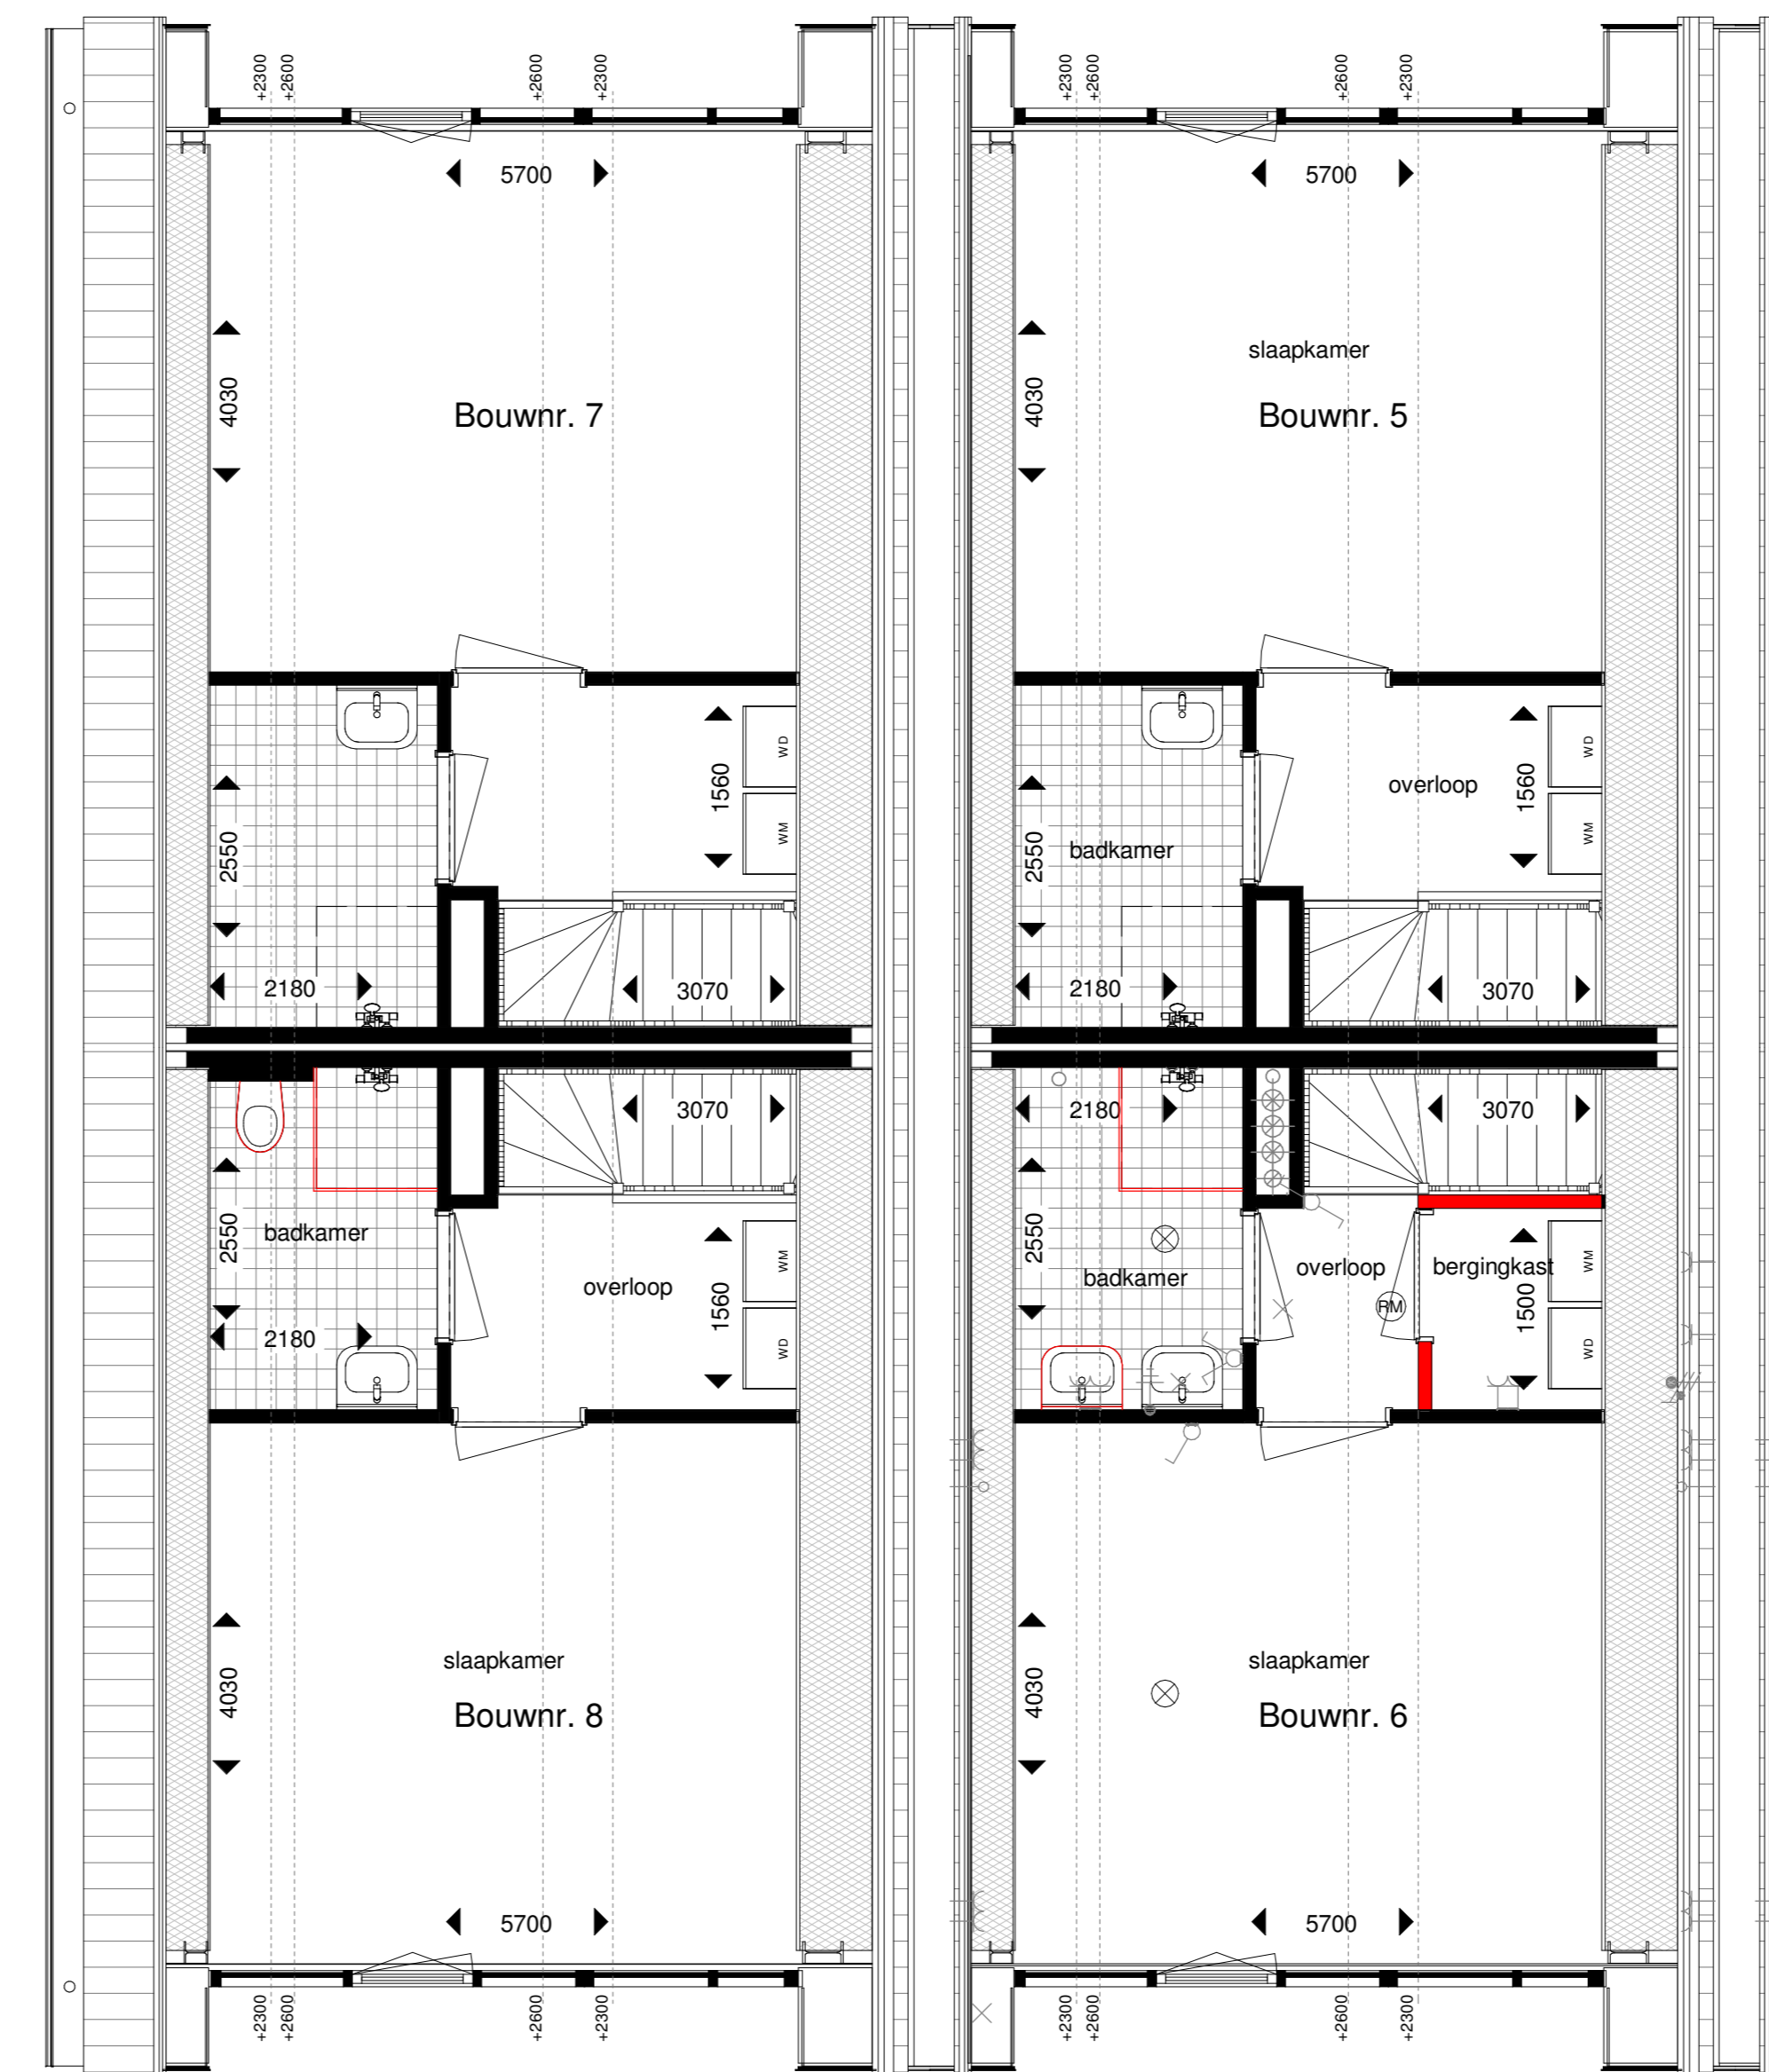 +2300 +2600 +2600 +2300 +2300 +2600 +2600 +2300
5700 5700
slaapkamer
4030 4030
Bouwnr. 7 Bouwnr. 5
WD WD
1560 overloop 1560
WM WM
2550 badkamer 2550
2180 3070 2180 3070
3070 2180 3070
2550 badkamer 2550
WM WM
overloop badkamer overloop bergingkast
1560 RM 1500
2180 WD WD
slaapkamer slaapkamer
4030 4030
Bouwnr. 8 Bouwnr. 6
5700 5700
+2300 +2600 +2600 +2300 +2300 +2600 +2600 +2300